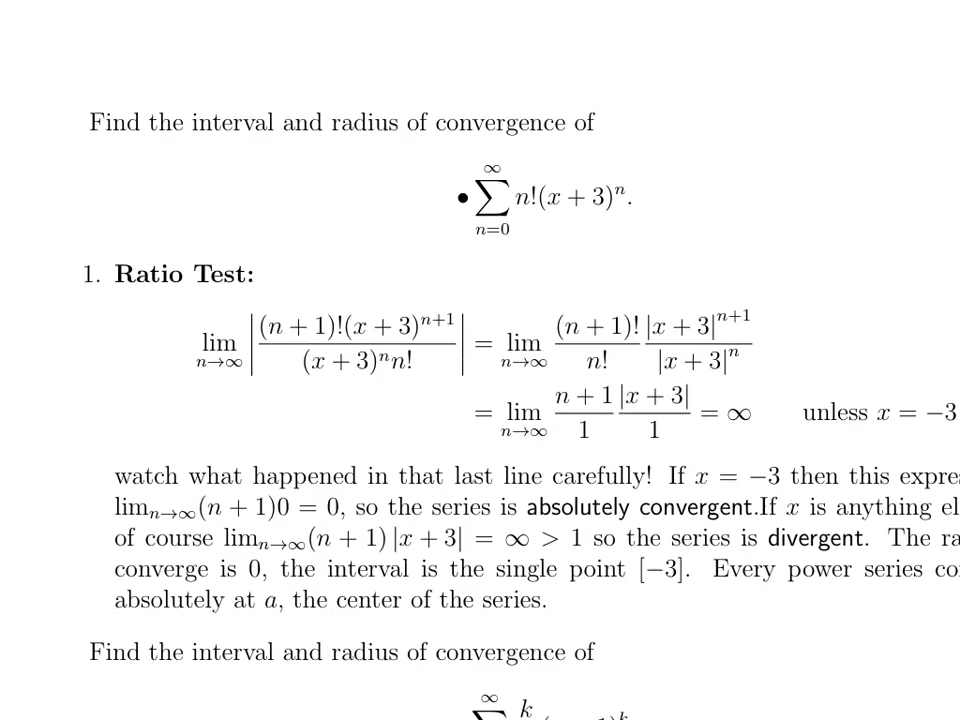 Find the interval and radius of convergence of
• ∑_{n=0}^{∞} n!(x + 3)^n.
1. Ratio Test:
lim_{n→∞} |(n + 1)!(x + 3)^{n+1} / (x + 3)^n n!| = lim_{n→∞} (n + 1)!/n! |x + 3|^{n+1}/|x + 3|^n
= lim_{n→∞} (n + 1)/1 |x + 3|/1 = ∞ unless x = −3
watch what happened in that last line carefully! If x = −3 then this expre
lim_{n→∞}(n + 1)0 = 0, so the series is absolutely convergent.If x is anything el
of course lim_{n→∞}(n + 1) |x + 3| = ∞ > 1 so the series is divergent. The ra
converge is 0, the interval is the single point [−3]. Every power series co
absolutely at a, the center of the series.
Find the interval and radius of convergence of
∞ k